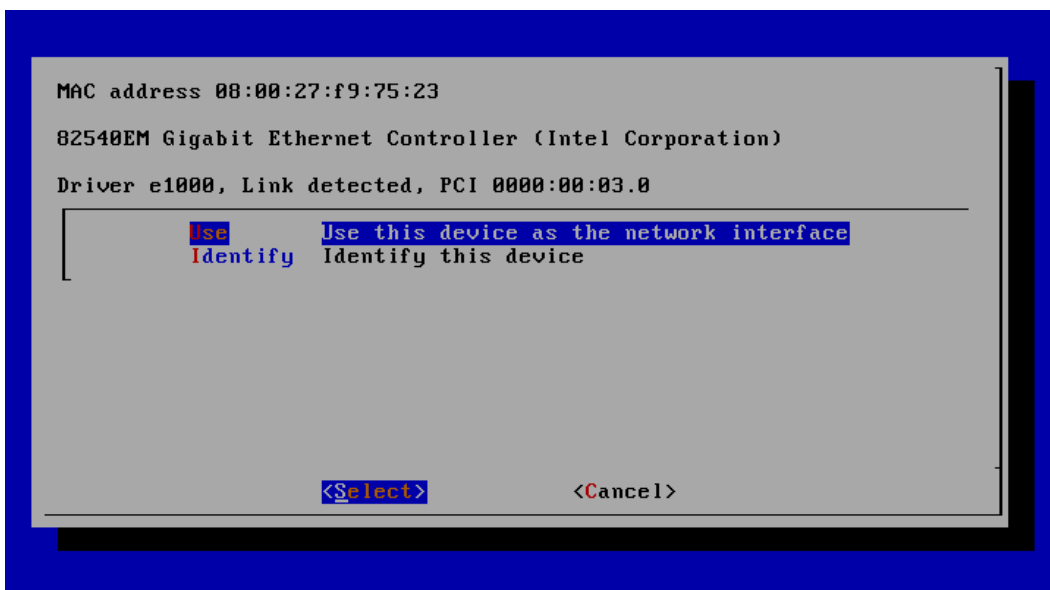 MAC address 08:00:27:f9:75:23
82540EM Gigabit Ethernet Controller (Intel Corporation)
Driver e1000, Link detected, PCI 0000:00:03.0
Use Use this device as the network interface
Identify Identify this device
<Select> <Cancel>